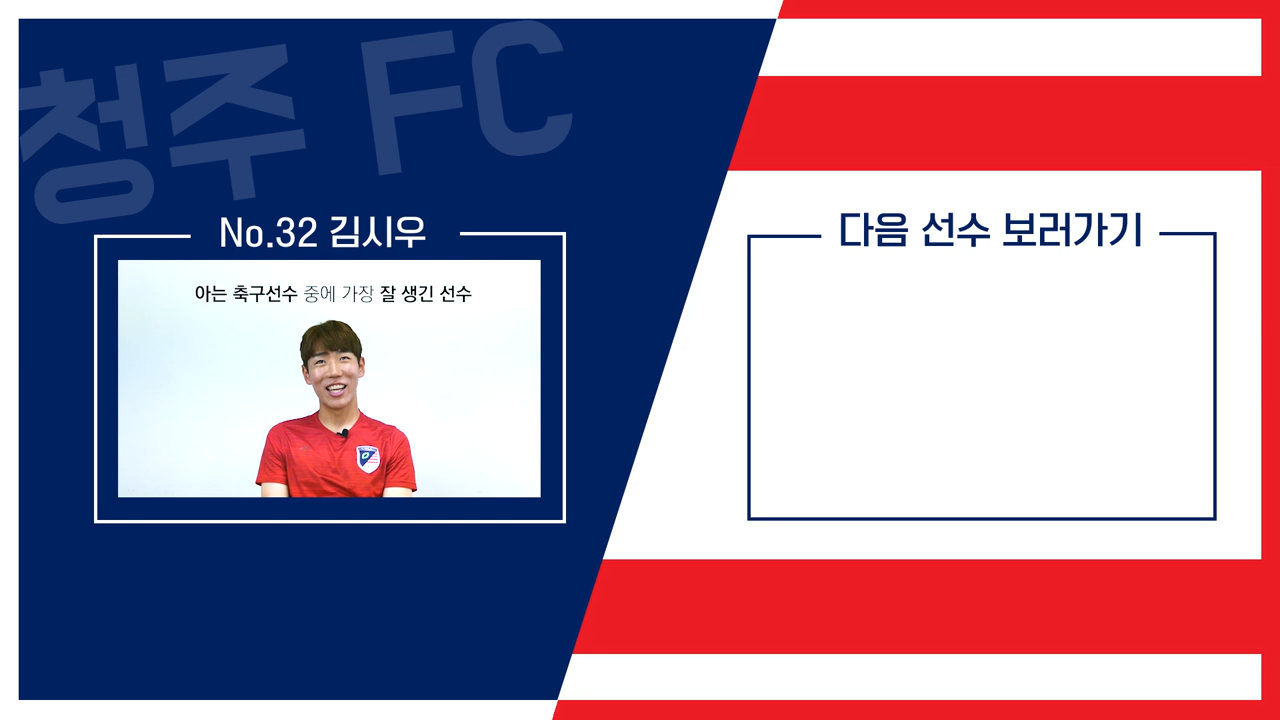 청주 FC
No.32 김시우
아는 축구선수 중에 가장 잘 생긴 선수
다음 선수 보러가기